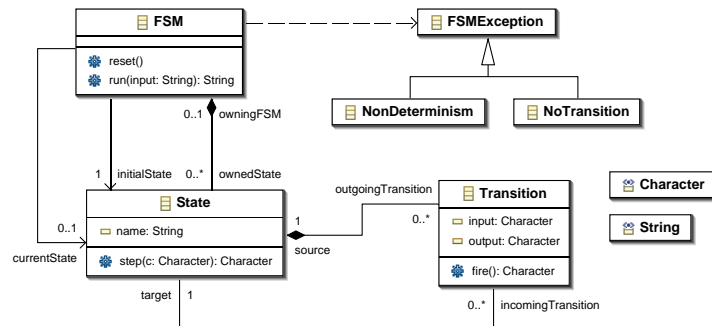 FSM
FSMException
reset()
run(input: String): String
NonDeterminism
NoTransition
0..1
owningFSM
1
initialState
0..*
ownedState
State
name: String
step(c: Character): Character
0..1
currentState
outgoingTransition
1
0..*
source
Transition
input: Character
output: Character
fire(): Character
Character
String
target
1
0..*
incomingTransition